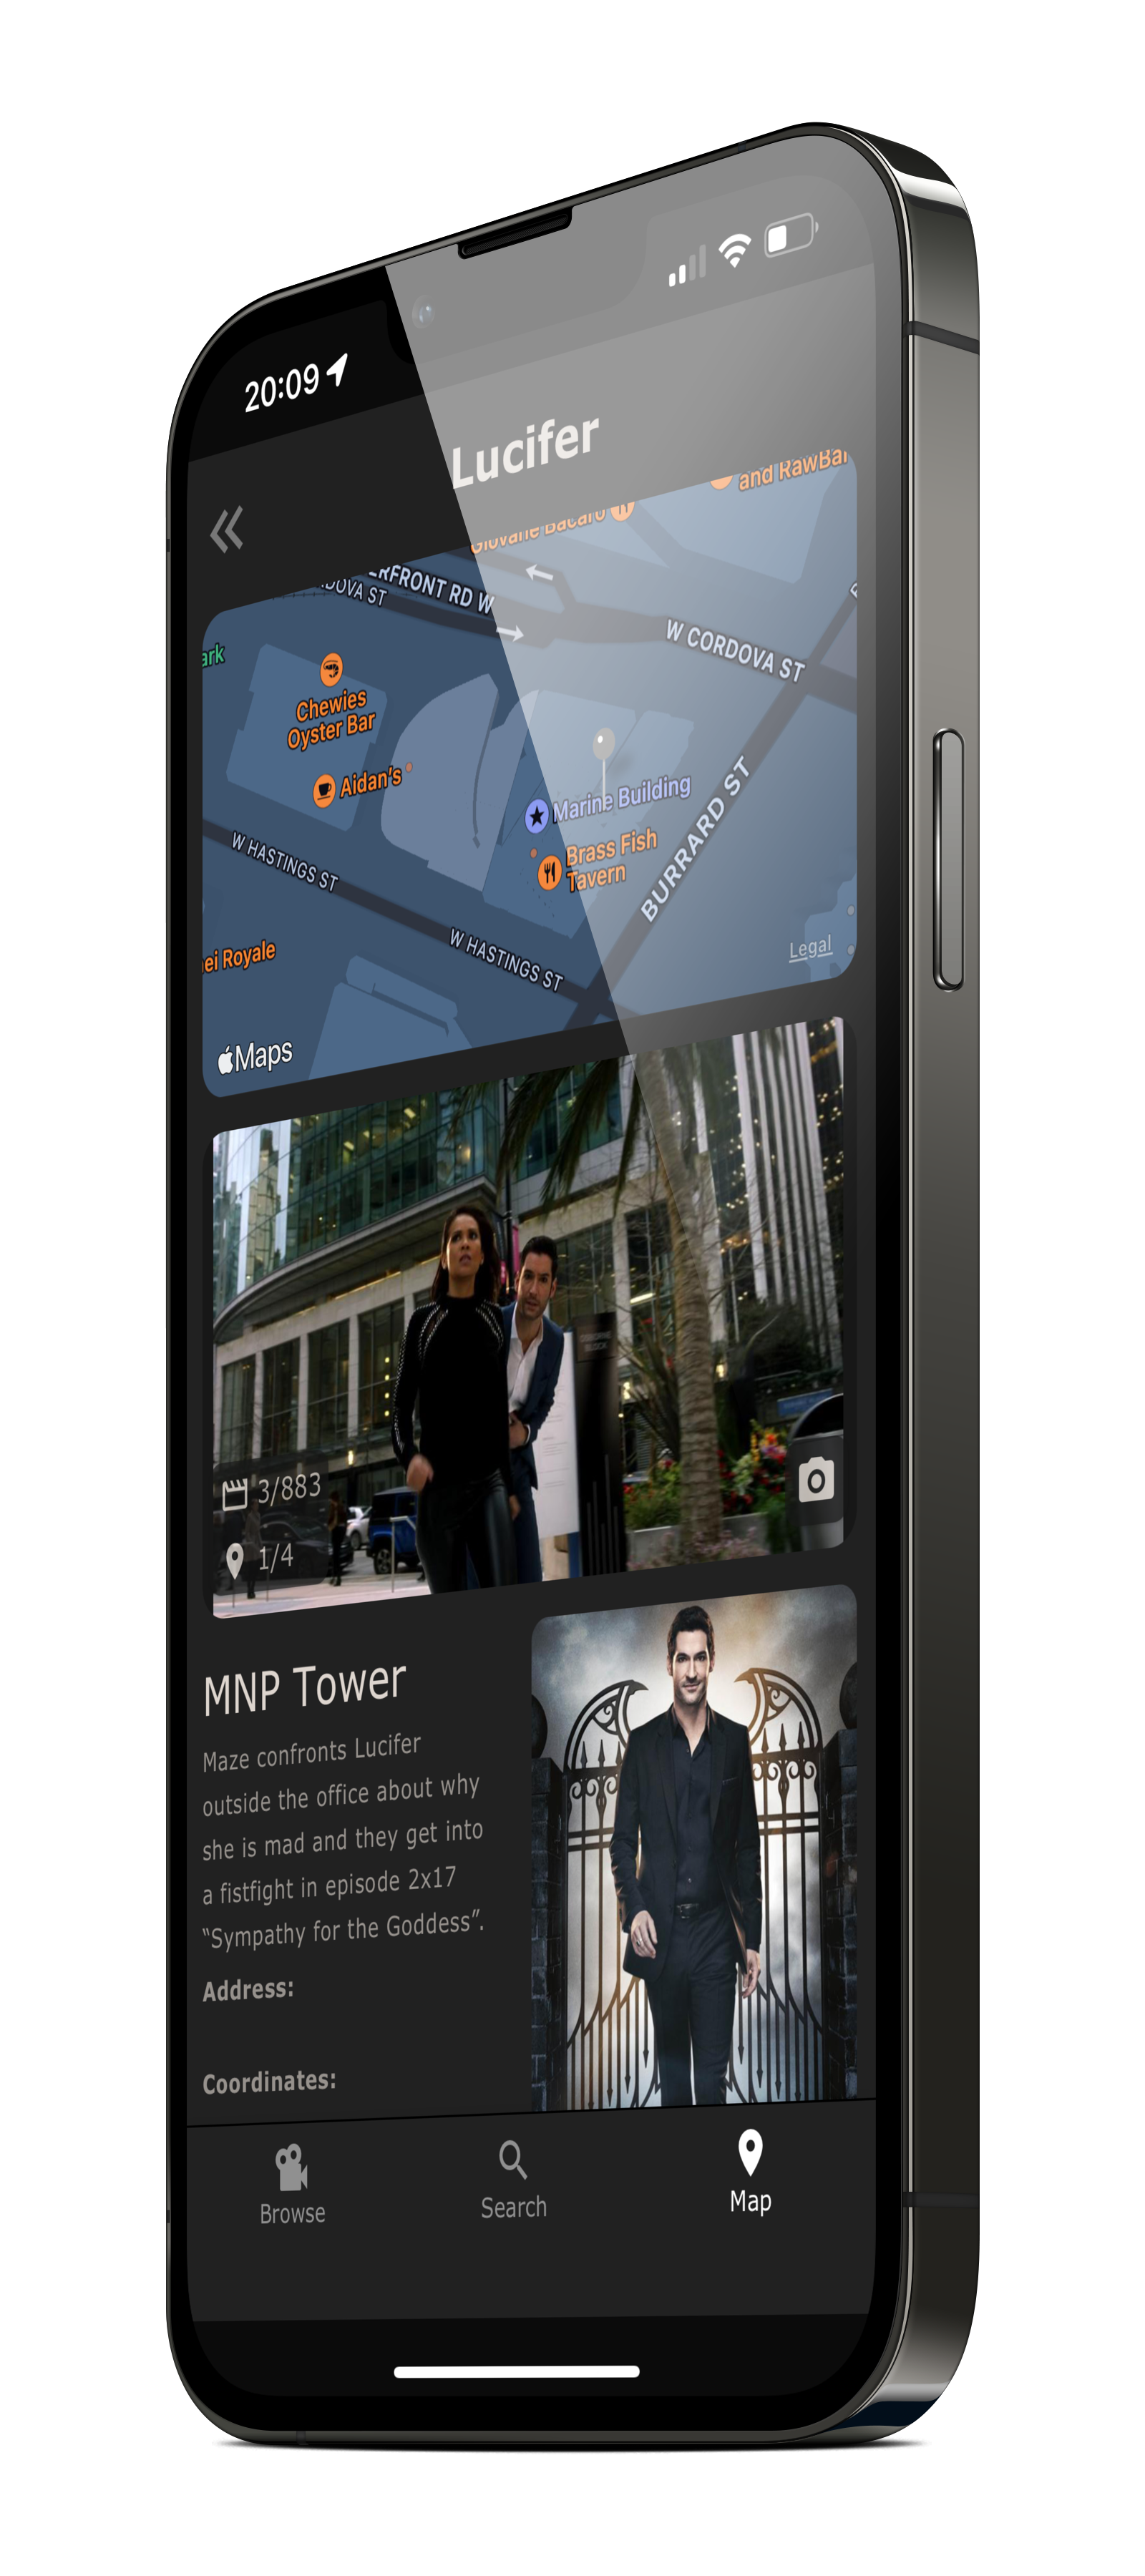 20:09
Lucifer
and RawBar
Giovane Bacaro
ERFRONT RD W
DOVA ST
W CORDOVA ST
ark
Chewies
Oyster Bar
Aidan's
Marine Building
Brass Fish
Tavern
BURRARD ST
W HASTINGS ST
W HASTINGS ST
ei Royale
Legal
Maps
3/883
1/4
MNP Tower
Maze confronts Lucifer
outside the office about why
she is mad and they get into
a fistfight in episode 2x17
“Sympathy for the Goddess”.
Address:
Coordinates:
Browse
Search
Map